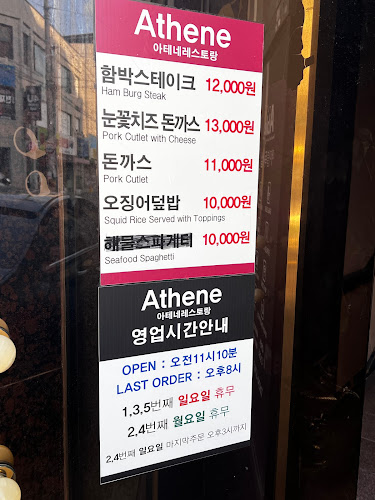 Athene
아테네레스토랑
함박스테이크 12,000원
Ham Burg Steak
눈꽃치즈 돈까스 13,000원
Pork Cutlet with Cheese
돈까스 11,000원
Pork Cutlet
오징어덮밥 10,000원
Squid Rice Served with Toppings
해물스파게티 10,000원
Seafood Spaghetti
Athene
아테네레스토랑
영업시간안내
OPEN : 오전11시10분
LAST ORDER : 오후8시
1,3,5번째 일요일 휴무
2,4번째 월요일 휴무
2,4번째 일요일 마지막주문 오후3시까지